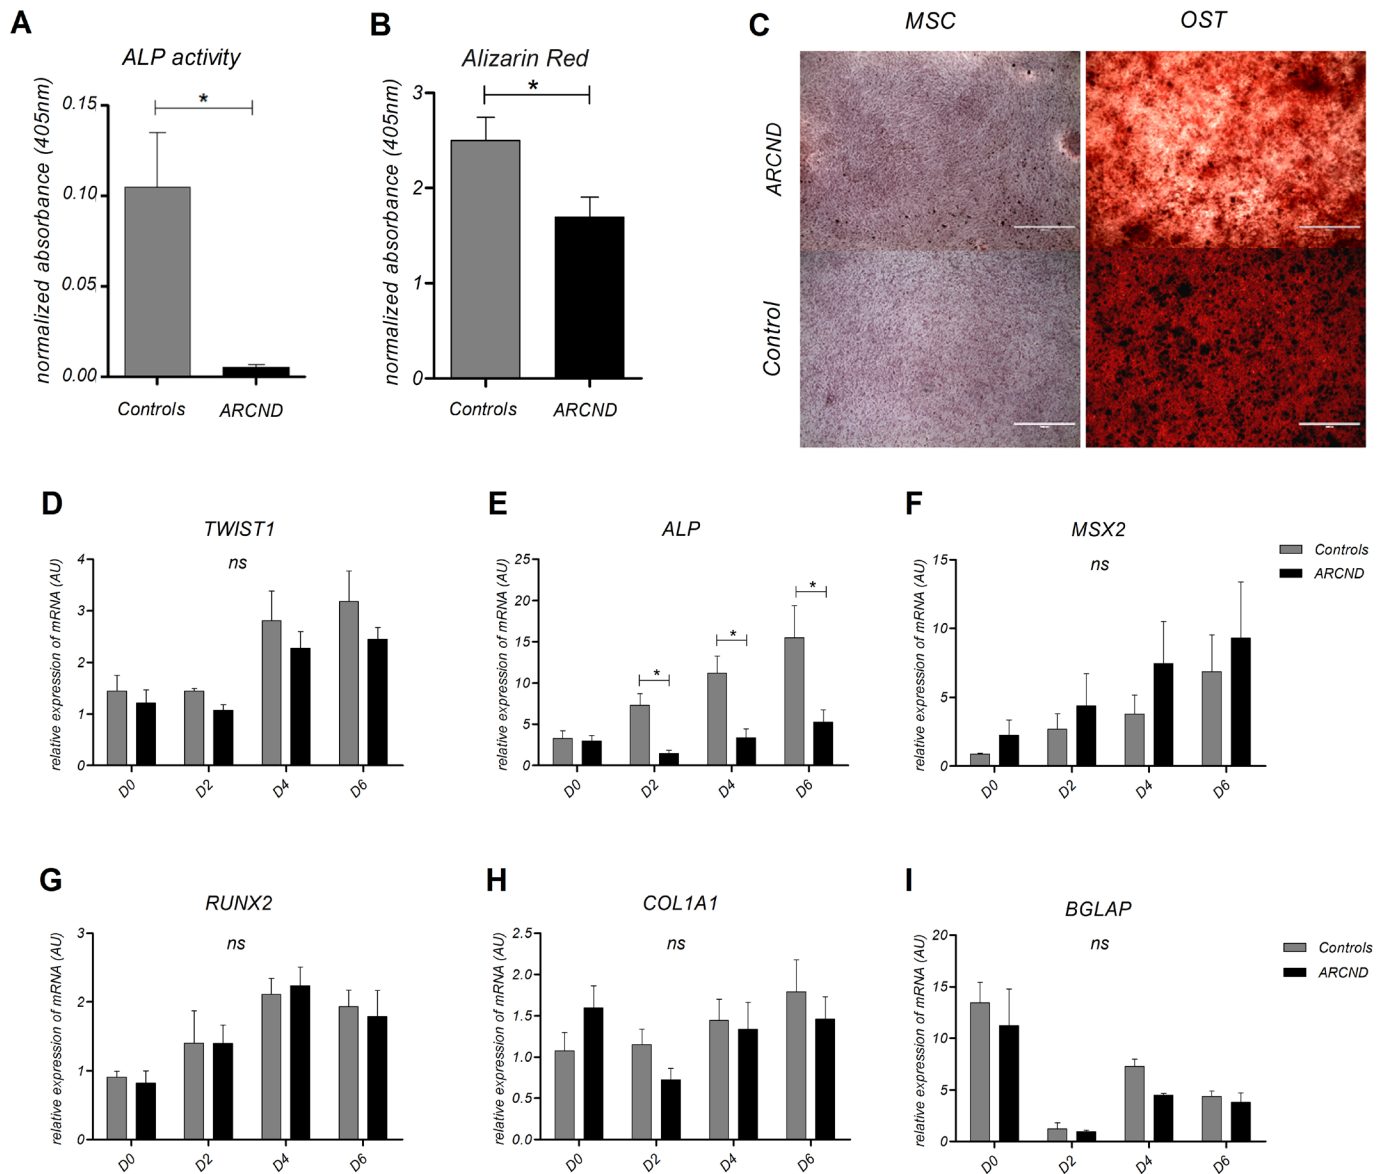 A
ALP activity
normalized absorbance (405nm)
0.15
0.10
0.05
0.00
*
Controls
ARCND
B
Alizarin Red
normalized absorbance (405nm)
3
2
1
0
*
Controls
ARCND
C
MSC
OST
ARCND
Control
D
TWIST1
ns
relative expression of mRNA (AU)
4
3
2
1
0
D0
D2
D4
D6
E
ALP
relative expression of mRNA (AU)
25
20
15
10
5
0
*
*
*
D0
D2
D4
D6
F
MSX2
ns
relative expression of mRNA (AU)
15
10
5
0
D0
D2
D4
D6
Controls
ARCND
G
RUNX2
ns
relative expression of mRNA (AU)
3
2
1
0
D0
D2
D4
D6
H
COL1A1
ns
relative expression of mRNA (AU)
2.5
2.0
1.5
1.0
0.5
0.0
D0
D2
D4
D6
I
BGLAP
ns
relative expression of mRNA (AU)
20
15
10
5
0
D0
D2
D4
D6
Controls
ARCND